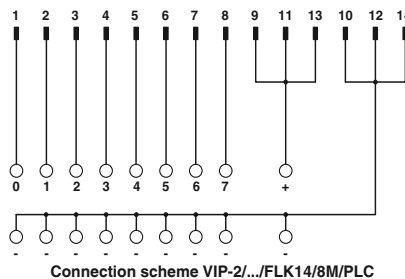 1 2 3 4 5 6 7 8 9 11 13 10 12 14
0 1 2 3 4 5 6 7 +
- - - - - - - - -
Connection scheme VIP-2/.../FLK14/8M/PLC